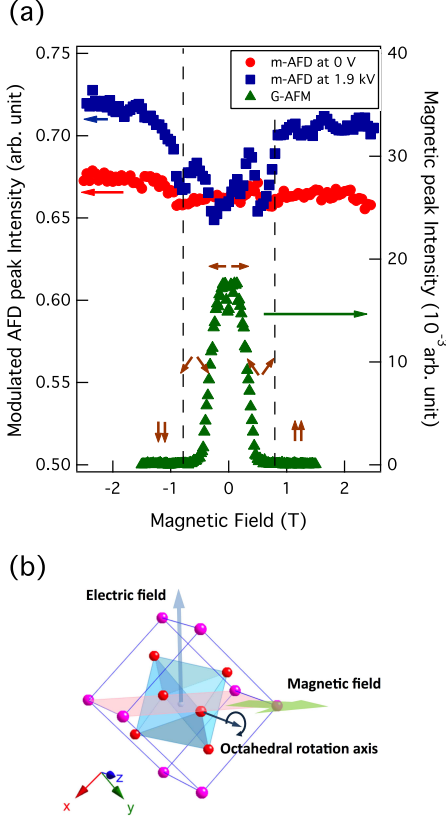 (a)
0.75
0.70
0.65
0.60
0.55
0.50
Modulated AFD peak Intensity (arb. unit)
m-AFD at 0 V
m-AFD at 1.9 kV
G-AFM
40
30
20
10
0
Magnetic peak Intensity (10⁻³ arb. unit)
-2 -1 0 1 2
Magnetic Field (T)
(b)
Electric field
Magnetic field
Octahedral rotation axis
z
x y